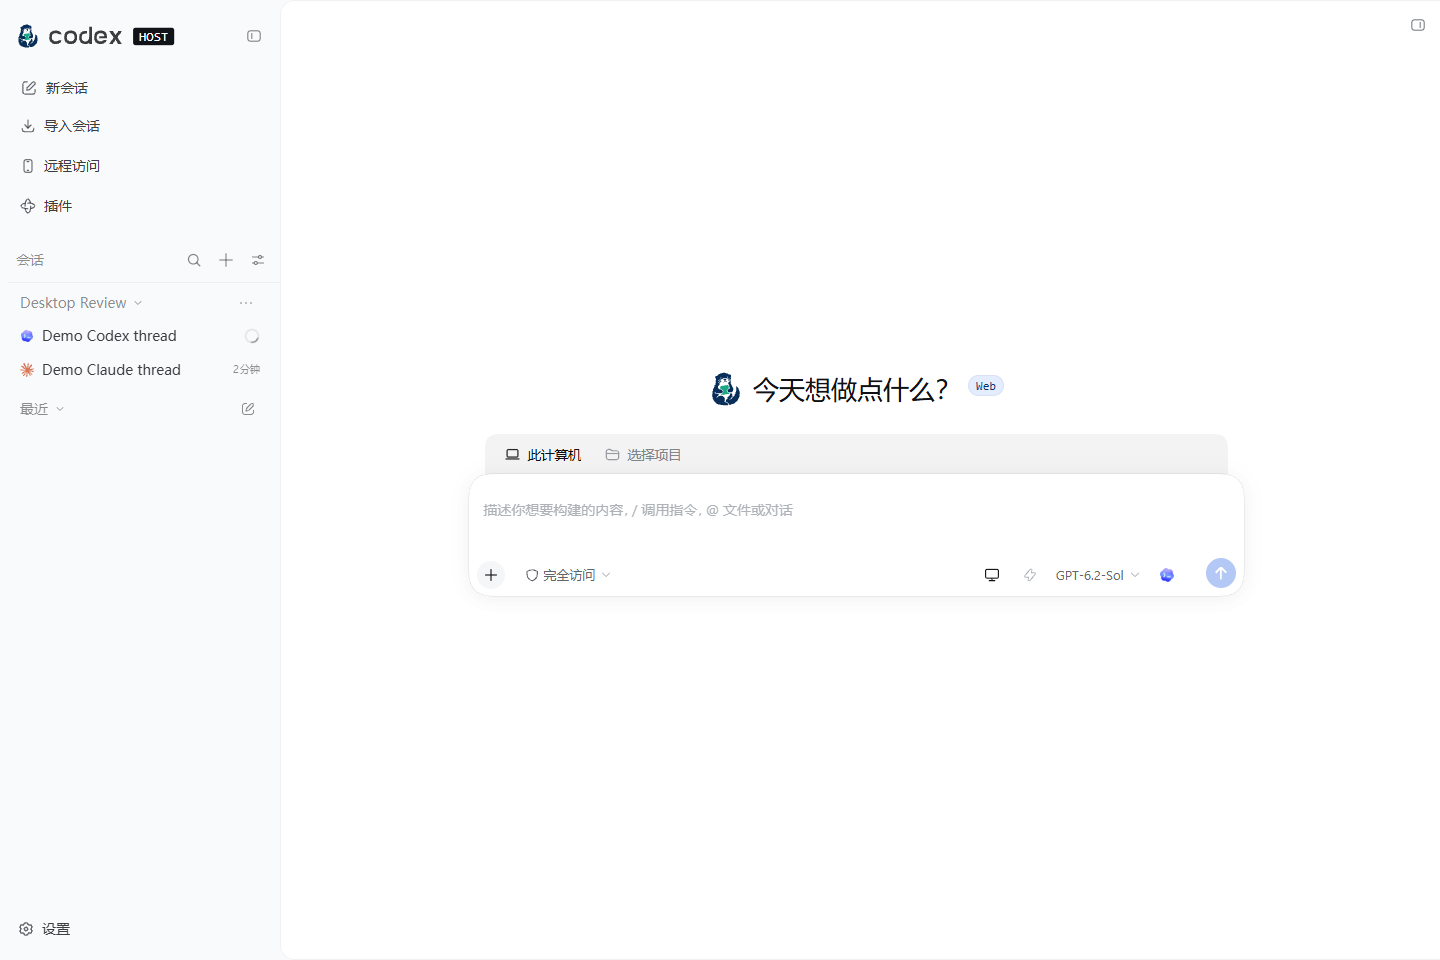 codex HOST
新会话
导入会话
远程访问
插件
会话
Desktop Review
Demo Codex thread
Demo Claude thread 2分钟
最近
设置
今天想做点什么? Web
此计算机 选择项目
描述你想要构建的内容, / 调用指令, @ 文件或对话
完全访问 GPT-6.2-Sol